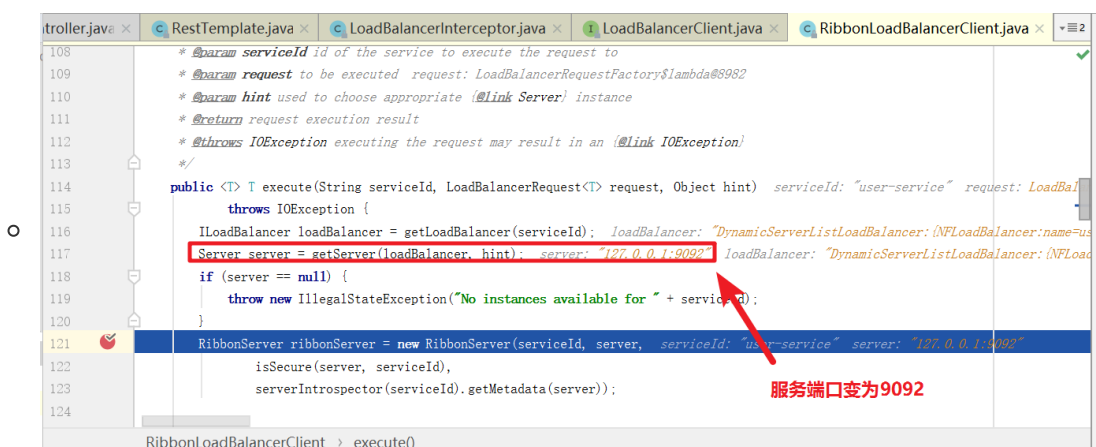 ntroller.java × RestTemplate.java × LoadBalancerInterceptor.java × LoadBalancerClient.java × RibbonLoadBalancerClient.java × 2
108 * @param serviceId id of the service to execute the request to
109 * @param request to be executed request: LoadBalancerRequestFactory$lambda@8982
110 * @param hint used to choose appropriate {@link Server} instance
111 * @return request execution result
112 * @throws IOException executing the request may result in an {@link IOException}
113 */
114 public <T> T execute(String serviceId, LoadBalancerRequest<T> request, Object hint) serviceId: "user-service" request: LoadBal
115 throws IOException {
116 ILoadBalancer loadBalancer = getLoadBalancer(serviceId); loadBalancer: "DynamicServerListLoadBalancer:{NFLoadBalancer:name=us
117 Server server = getServer(loadBalancer, hint); server: "127.0.0.1:9092" loadBalancer: "DynamicServerListLoadBalancer:{NFLoad
118 if (server == null) {
119 throw new IllegalStateException("No instances available for " + serviceId);
120 }
121 RibbonServer ribbonServer = new RibbonServer(serviceId, server, serviceId: "user-service" server: "127.0.0.1:9092"
122 isSecure(server, serviceId),
123 serverIntrospector(serviceId).getMetadata(server));
服务端口变为9092
124
RibbonLoadBalancerClient › execute()